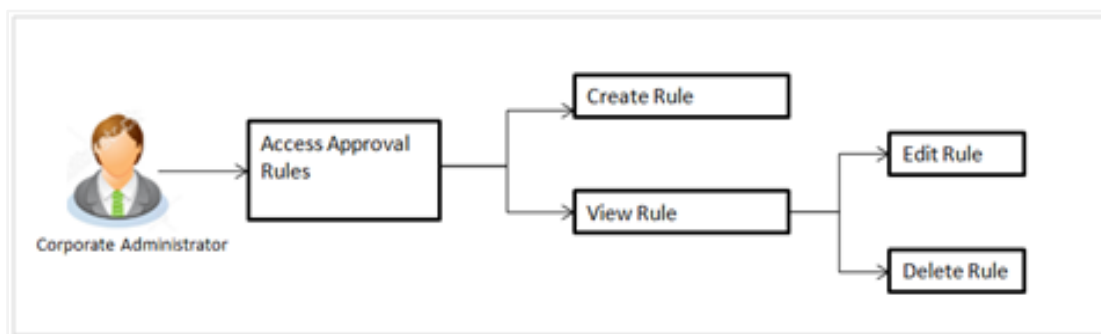 Create Rule
Access Approval
Rules
Edit Rule
View Rule
Corporate Administrator
Delete Rule